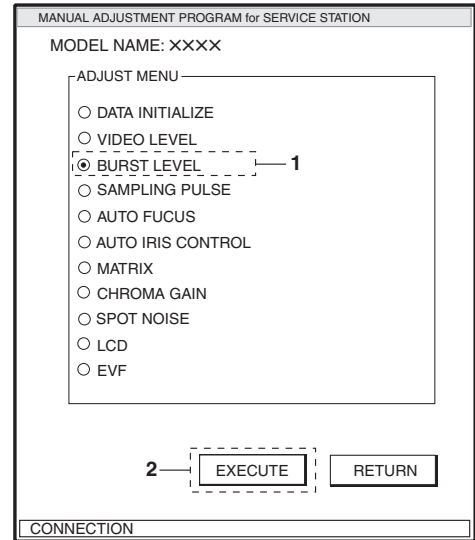 MANUAL ADJUSTMENT PROGRAM for SERVICE STATION
MODEL NAME: XXXX
ADJUST MENU
DATA INITIALIZE
VIDEO LEVEL
BURST LEVEL 1
SAMPLING PULSE
AUTO FUCUS
AUTO IRIS CONTROL
MATRIX
CHROMA GAIN
SPOT NOISE
LCD
EVF
2 EXECUTE RETURN
CONNECTION